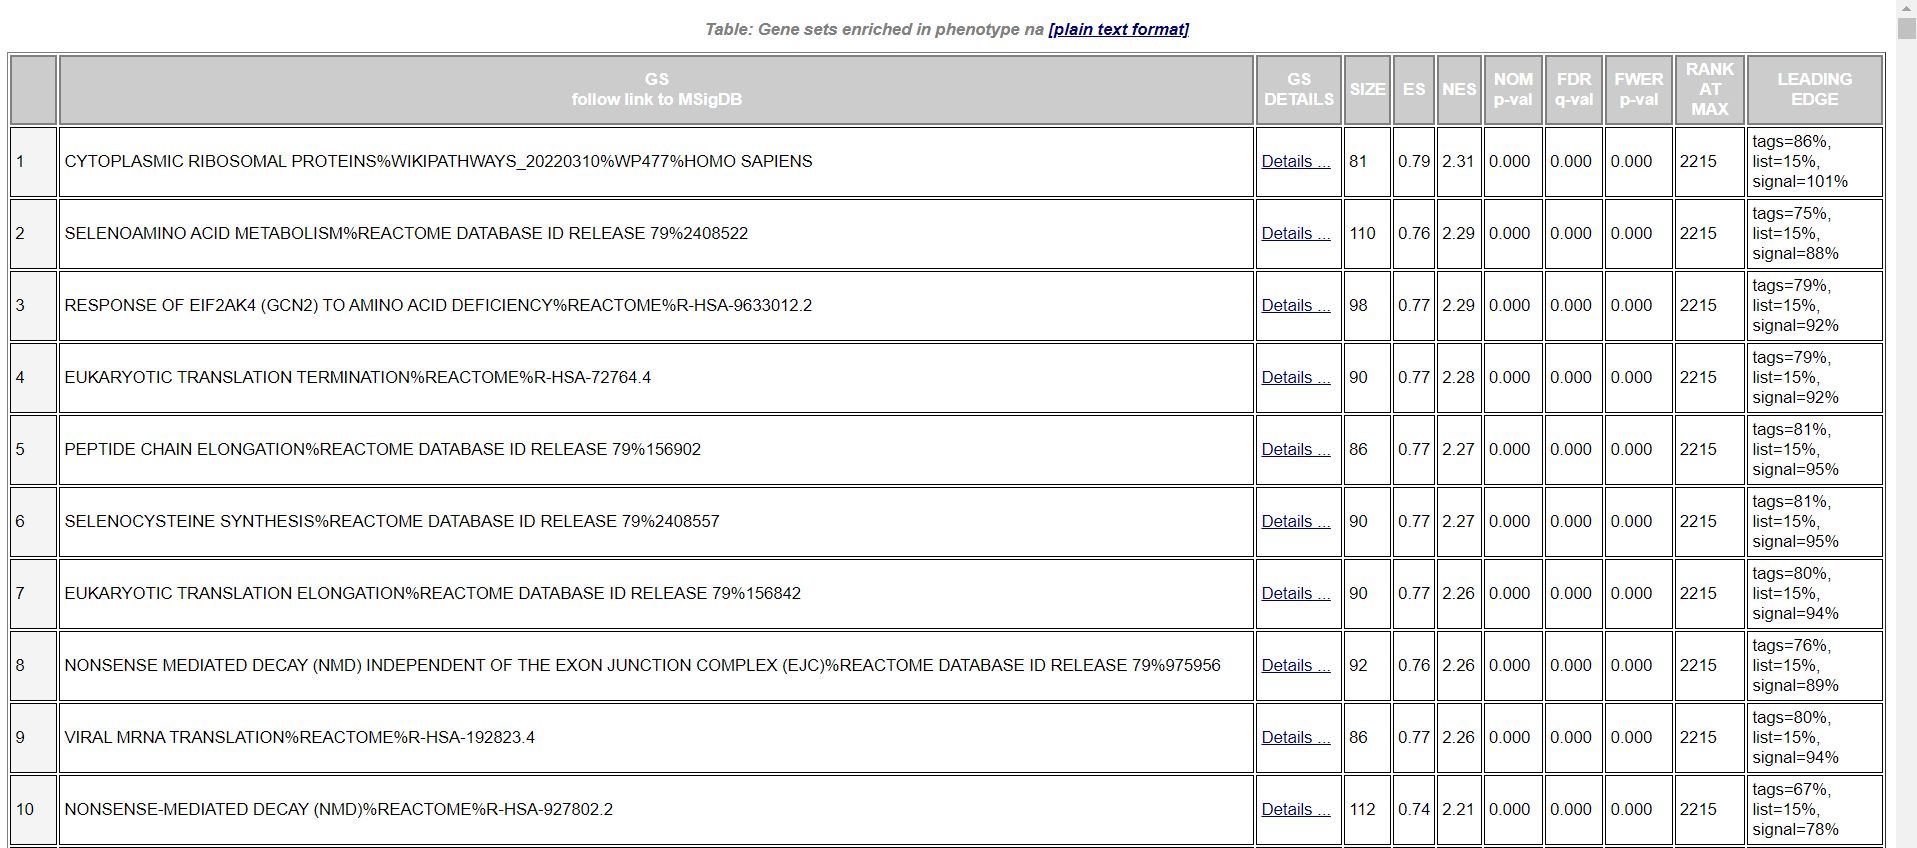 Table: Gene sets enriched in phenotype na [plain text format]
GS follow link to MSigDB GS DETAILS SIZE ES NES NOM p-val FDR q-val FWER p-val RANK AT MAX LEADING EDGE
1 CYTOPLASMIC RIBOSOMAL PROTEINS%WIKIPATHWAYS_20220310%WP477%HOMO SAPIENS Details ... 81 0.79 2.31 0.000 0.000 0.000 2215 tags=86%, list=15%, signal=101%
2 SELENOAMINO ACID METABOLISM%REACTOME DATABASE ID RELEASE 79%2408522 Details ... 110 0.76 2.29 0.000 0.000 0.000 2215 tags=75%, list=15%, signal=88%
3 RESPONSE OF EIF2AK4 (GCN2) TO AMINO ACID DEFICIENCY%REACTOME%R-HSA-9633012.2 Details ... 98 0.77 2.29 0.000 0.000 0.000 2215 tags=79%, list=15%, signal=92%
4 EUKARYOTIC TRANSLATION TERMINATION%REACTOME%R-HSA-72764.4 Details ... 90 0.77 2.28 0.000 0.000 0.000 2215 tags=79%, list=15%, signal=92%
5 PEPTIDE CHAIN ELONGATION%REACTOME DATABASE ID RELEASE 79%156902 Details ... 86 0.77 2.27 0.000 0.000 0.000 2215 tags=81%, list=15%, signal=95%
6 SELENOCYSTEINE SYNTHESIS%REACTOME DATABASE ID RELEASE 79%2408557 Details ... 90 0.77 2.27 0.000 0.000 0.000 2215 tags=81%, list=15%, signal=95%
7 EUKARYOTIC TRANSLATION ELONGATION%REACTOME DATABASE ID RELEASE 79%156842 Details ... 90 0.77 2.26 0.000 0.000 0.000 2215 tags=80%, list=15%, signal=94%
8 NONSENSE MEDIATED DECAY (NMD) INDEPENDENT OF THE EXON JUNCTION COMPLEX (EJC)%REACTOME DATABASE ID RELEASE 79%975956 Details ... 92 0.76 2.26 0.000 0.000 0.000 2215 tags=76%, list=15%, signal=89%
9 VIRAL MRNA TRANSLATION%REACTOME%R-HSA-192823.4 Details ... 86 0.77 2.26 0.000 0.000 0.000 2215 tags=80%, list=15%, signal=94%
10 NONSENSE-MEDIATED DECAY (NMD)%REACTOME%R-HSA-927802.2 Details ... 112 0.74 2.21 0.000 0.000 0.000 2215 tags=67%, list=15%, signal=78%